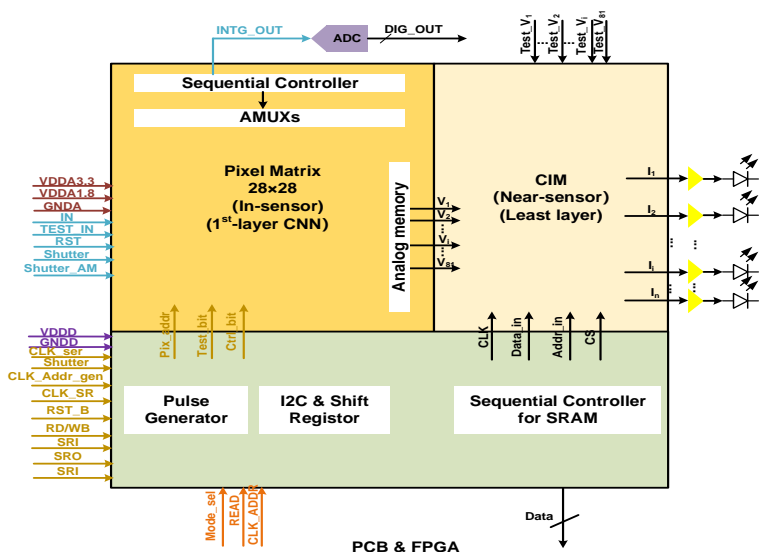 INTG_OUT
ADC
DIG_OUT
Test_V1
Test_V2
Test_Vi
Test_V81
Sequential Controller
AMUXs
Pixel Matrix
28×28
(In-sensor)
(1st-layer CNN)
Analog memory
V1
V2
Vi
V81
CIM
(Near-sensor)
(Least layer)
I1
I2
Ii
In
VDDA3.3
VDDA1.8
GNDA
IN
TEST_IN
RST
Shutter
Shutter_AM
VDDD
GNDD
CLK_ser
Shutter
CLK_Addr_gen
CLK_SR
RST_B
RD/WB
SRI
SRO
SRI
Pix_addr
Test_bit
Ctrl_bit
CLK
Data_in
Addr_in
CS
Pulse
Generator
I2C & Shift
Registor
Sequential Controller
for SRAM
Mode_sel
READ
CLK_ADDR
Data
PCB & FPGA